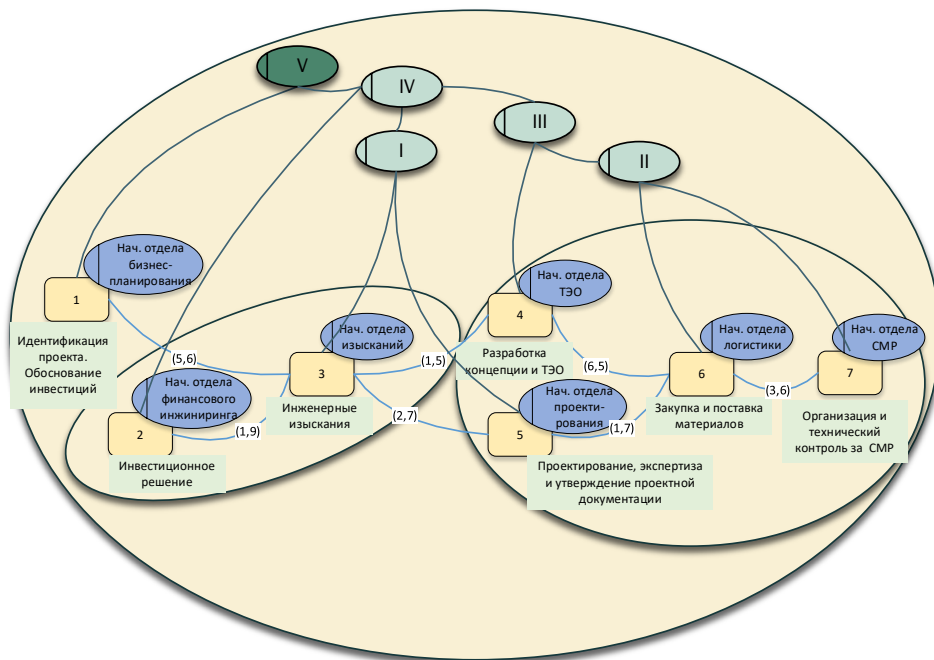 V
IV
III
I
II
Нач. отдела
бизнес-
планирования
1
Идентификация
проекта.
Обоснование
инвестиций
(5,6)
Нач. отдела
финансового
инжиниринга
2
Инвестиционное
решение
(1,9)
Нач. отдела
изысканий
3
Инженерные
изыскания
(1,5)
(2,7)
Нач. отдела
ТЭО
4
Разработка
концепции и ТЭО
(6,5)
Нач. отдела
проекти-
рования
5
(1,7)
Проектирование, экспертиза
и утверждение проектной
документации
Нач. отдела
логистики
6
Закупка и поставка
материалов
(3,6)
Нач. отдела
СМР
7
Организация и
технический
контроль за СМР